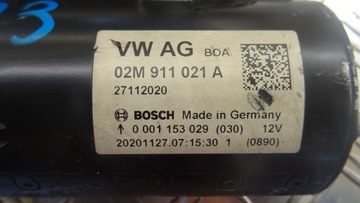 23
VW AG BOA
02M 911 021 A
27112020
BOSCH Made in Germany
↑ 0 001 153 029 (030) 12V
20201127.07:15:30 1 (0890)